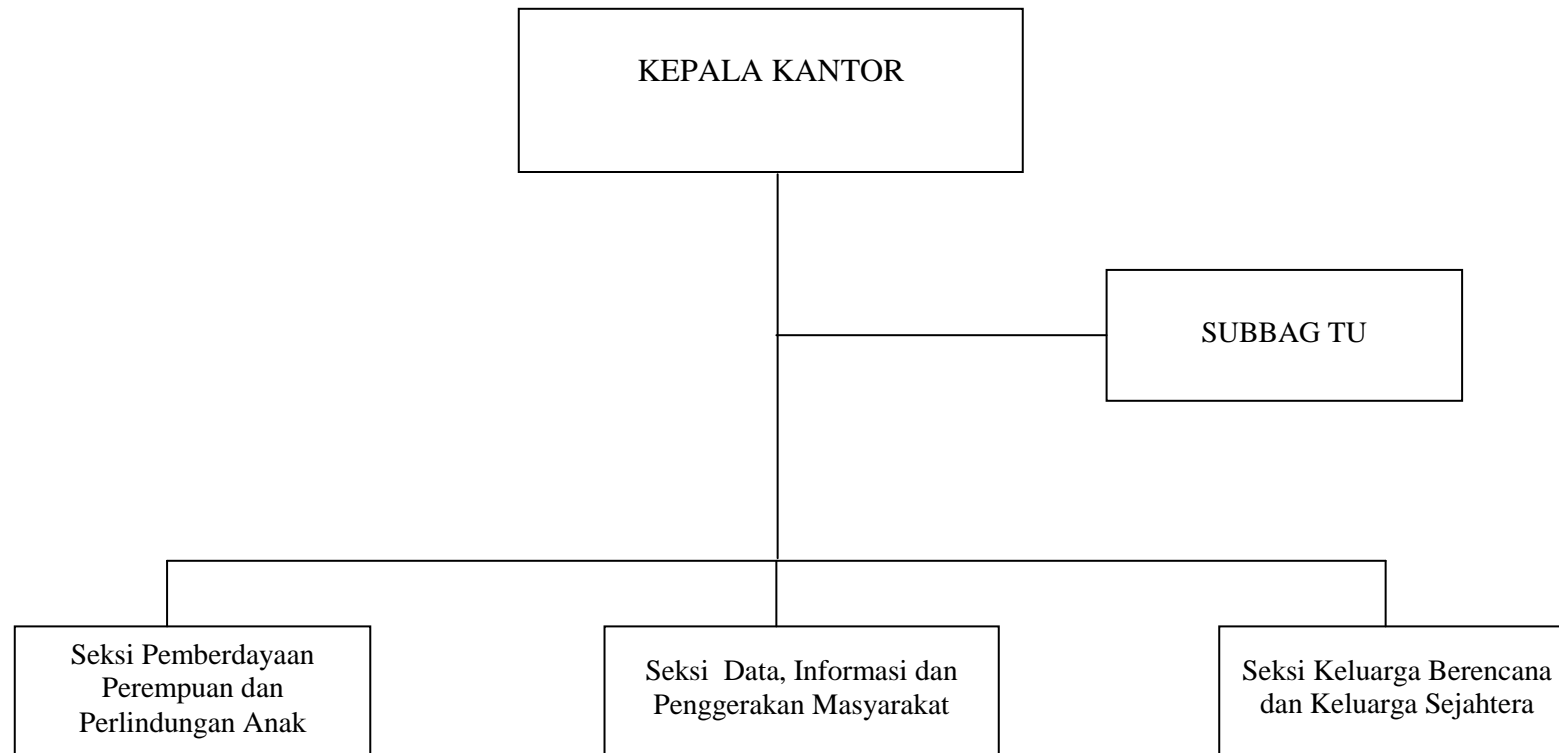 KEPALA KANTOR
SUBBAG TU
Seksi Pemberdayaan
Perempuan dan
Perlindungan Anak
Seksi  Data, Informasi dan
Penggerakan Masyarakat
Seksi Keluarga Berencana
dan Keluarga Sejahtera